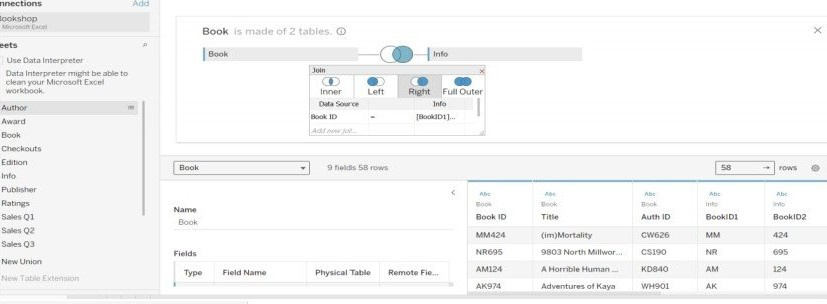 nnections Add
Bookshop
Microsoft Excel
eets
Use Data Interpreter
Data Interpreter might be able to
clean your Microsoft Excel
workbook.
Author
Award
Book
Checkouts
Edition
Info
Publisher
Ratings
Sales Q1
Sales Q2
Sales Q3
New Union
New Table Extension
Book is made of 2 tables.
Book Info
Join
Inner Left Right Full Outer
Data Source Info
Book ID = [BookID1]...
Add new joi...
Book 9 fields 58 rows 58 → rows
Name
Book
Fields
Type Field Name Physical Table Remote Fie...
Abc Abc Abc Abc Abc
Book Book Book Info Info
Book ID Title Auth ID BookID1 BookID2
MM424 (im)Mortality CW626 MM 424
NR695 9803 North Millwor... CS190 NR 695
AM124 A Horrible Human ... KD840 AM 124
AK974 Adventures of Kaya WH901 AK 974